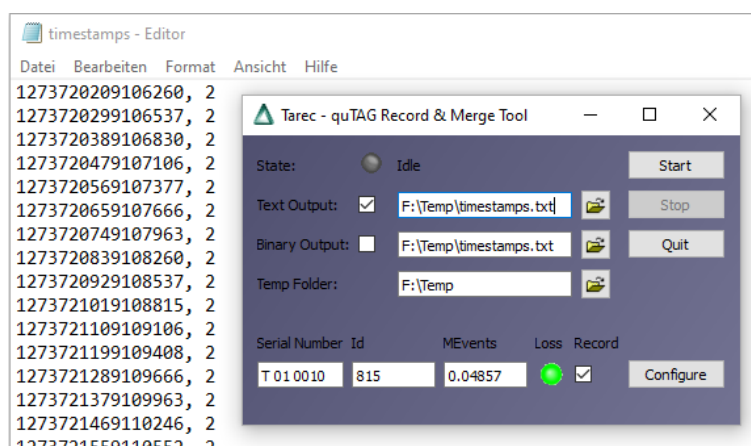 timestamps - Editor
Datei Bearbeiten Format Ansicht Hilfe
1273720209106260, 2
1273720299106537, 2
1273720389106830, 2
1273720479107106, 2
1273720569107377, 2
1273720659107666, 2
1273720749107963, 2
1273720839108260, 2
1273720929108537, 2
1273721019108815, 2
1273721109109106, 2
1273721199109408, 2
1273721289109666, 2
1273721379109963, 2
1273721469110246, 2
1273721559110552, 2
Tarec - quTAG Record & Merge Tool
State: Idle Start
Text Output: F:\Temp\timestamps.txt Stop
Binary Output: F:\Temp\timestamps.txt Quit
Temp Folder: F:\Temp
Serial Number Id MEvents Loss Record
T 01 0010 815 0.04857 Configure